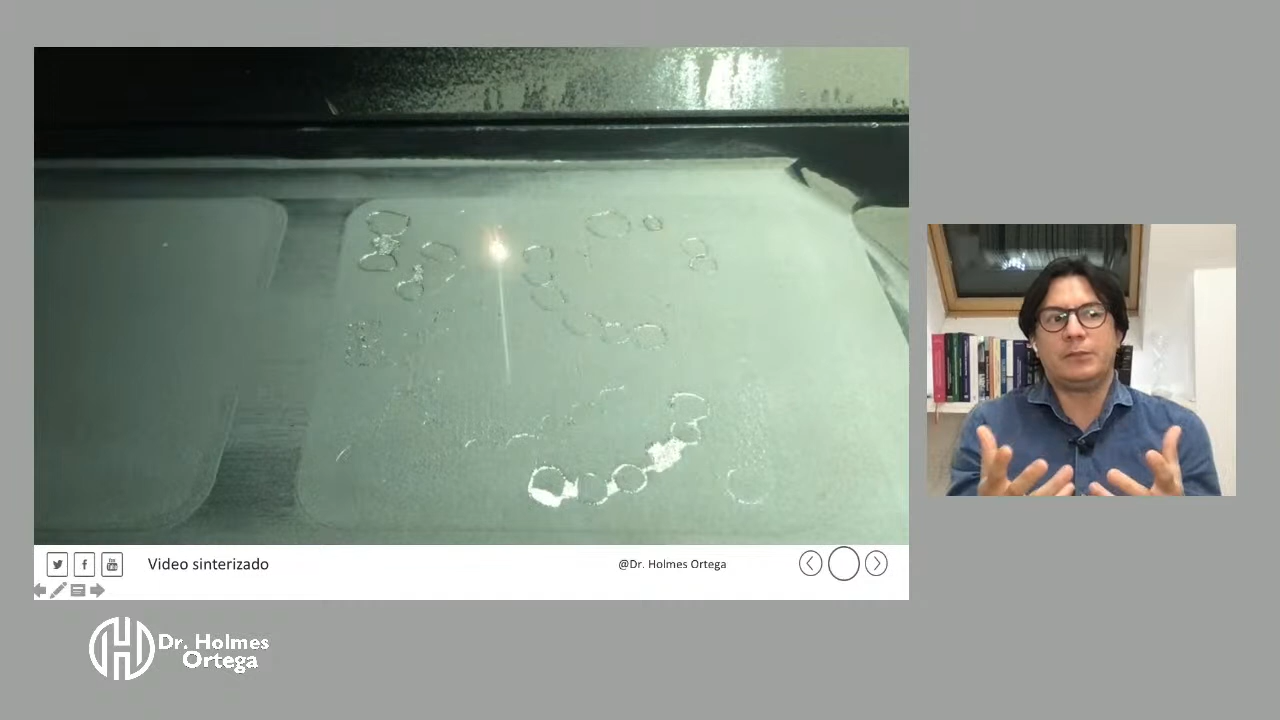 Video sinterizado
@Dr. Holmes Ortega
Dr. Holmes
Ortega